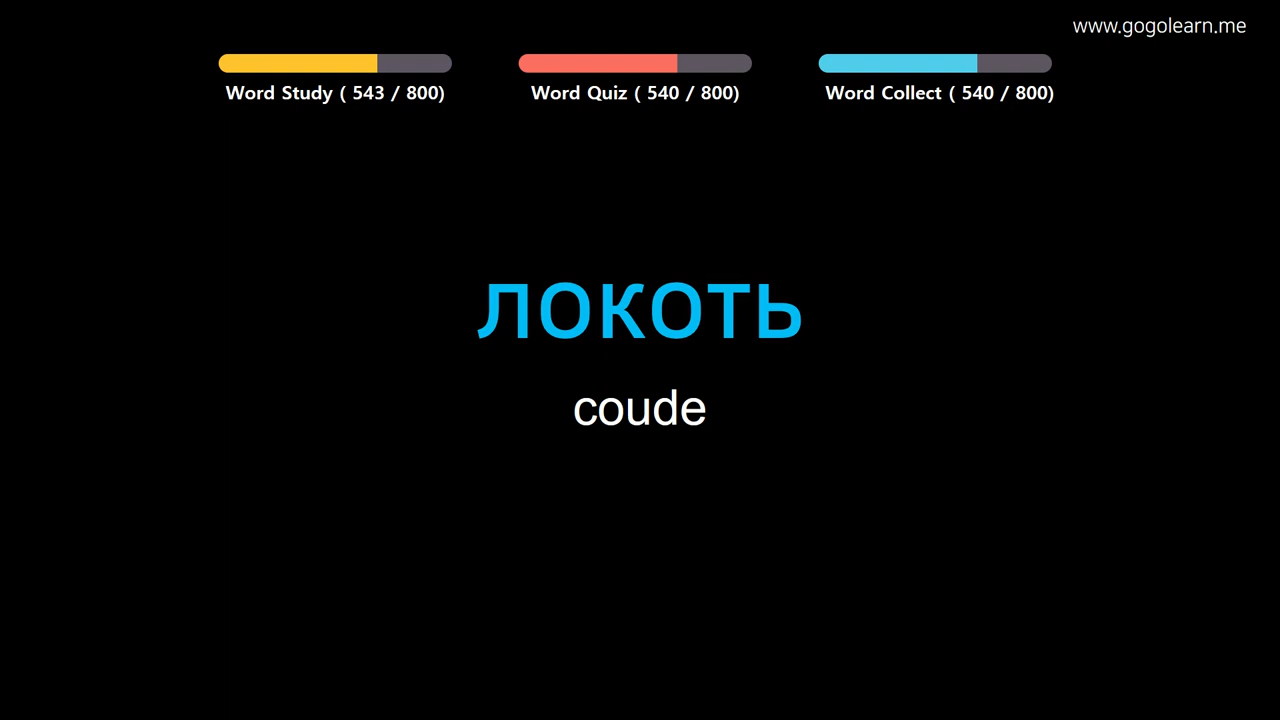 www.gogolearn.me
Word Study ( 543 / 800)
Word Quiz ( 540 / 800)
Word Collect ( 540 / 800)
локоть
coude